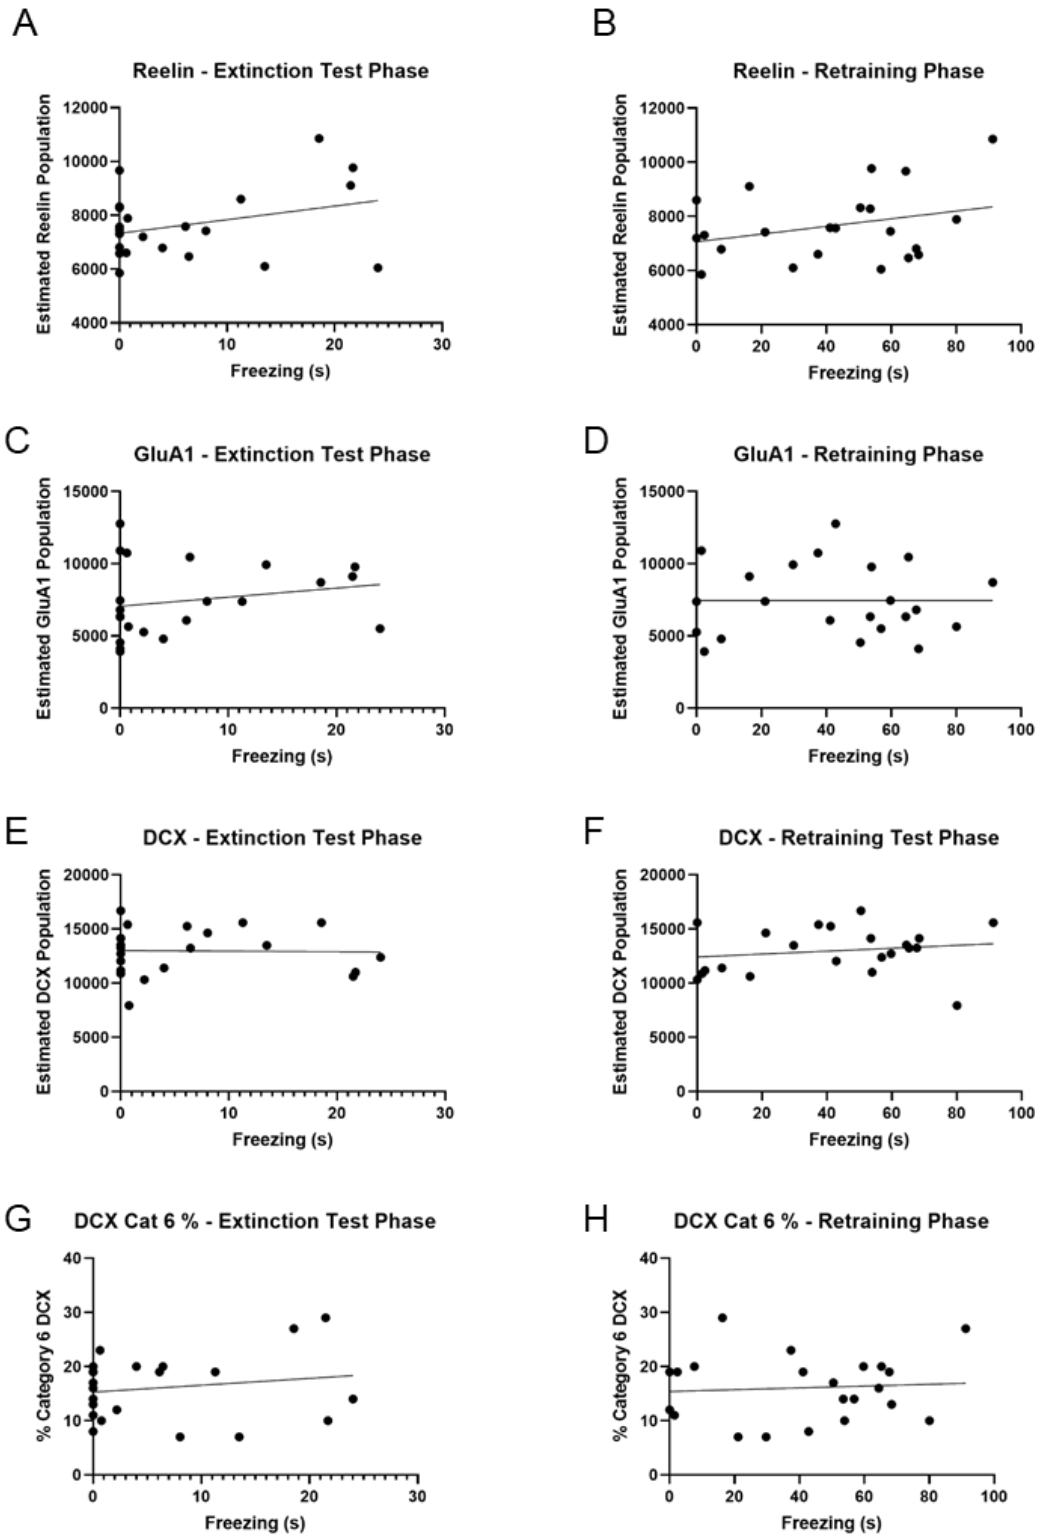 A
B
Reelin - Extinction Test Phase
Reelin - Retraining Phase
Estimated Reelin Population
12000
10000
8000
6000
4000
0
10
20
30
Freezing (s)
Estimated Reelin Population
12000
10000
8000
6000
4000
0
20
40
60
80
100
Freezing (s)
C
D
GluA1 - Extinction Test Phase
GluA1 - Retraining Phase
Estimated GluA1 Population
15000
10000
5000
0
0
10
20
30
Freezing (s)
Estimated GluA1 Population
15000
10000
5000
0
0
20
40
60
80
100
Freezing (s)
E
F
DCX - Extinction Test Phase
DCX - Retraining Test Phase
Estimated DCX Population
20000
15000
10000
5000
0
0
10
20
30
Freezing (s)
Estimated DCX Population
20000
15000
10000
5000
0
0
20
40
60
80
100
Freezing (s)
G
H
DCX Cat 6 % - Extinction Test Phase
DCX Cat 6 % - Retraining Phase
% Category 6 DCX
40
30
20
10
0
0
10
20
30
Freezing (s)
% Category 6 DCX
40
30
20
10
0
0
20
40
60
80
100
Freezing (s)